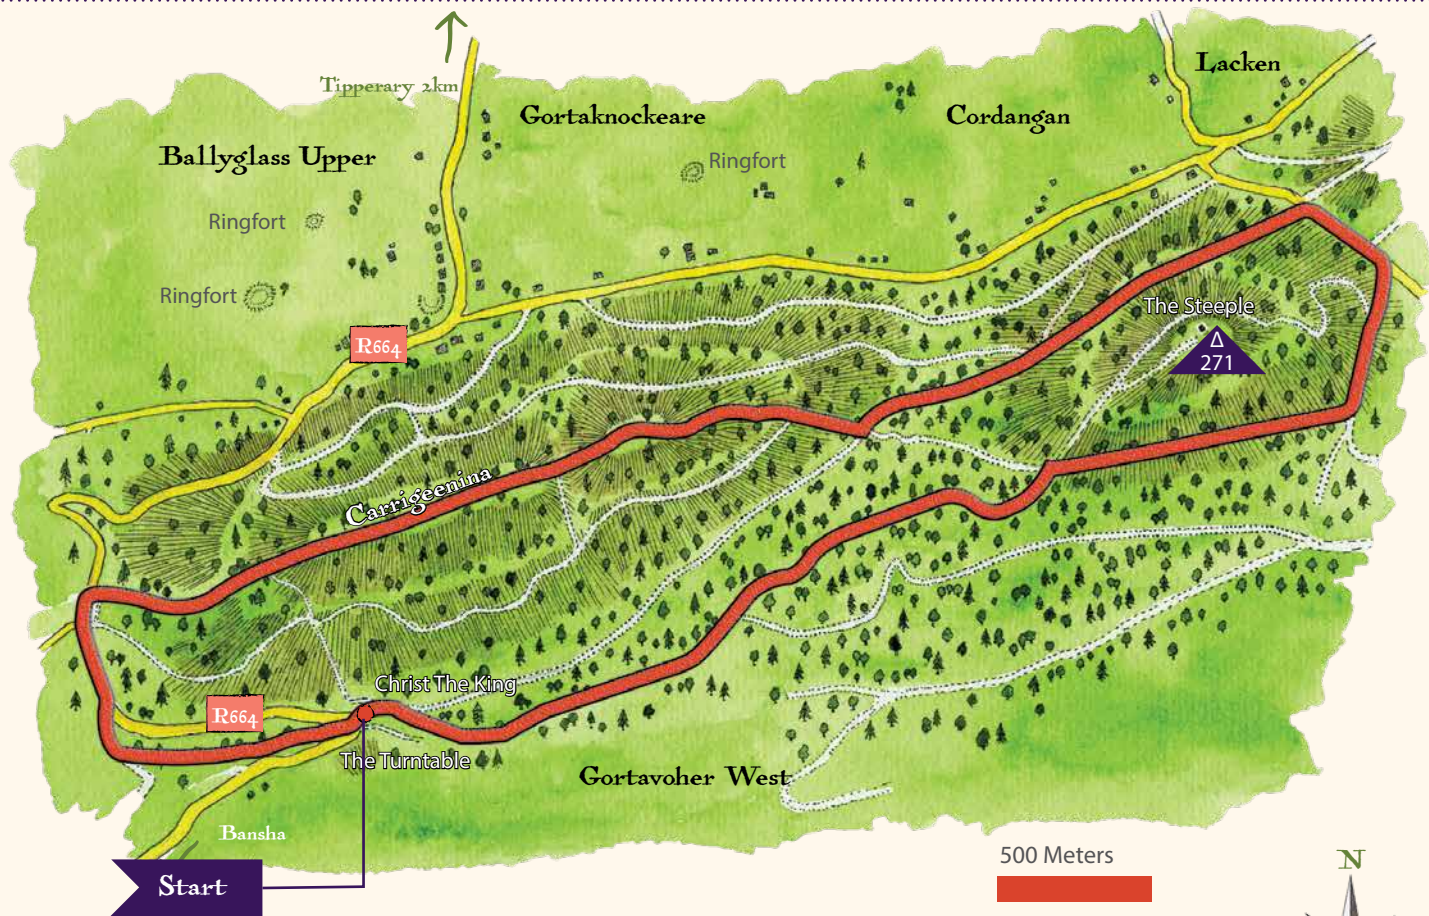 Tipperary 2km
Lacken
Gortaknockeare
Cordangan
Ballyglass Upper
Ringfort
Ringfort
Ringfort
The Steeple
R664
Δ
271
Carrigeenina
Christ The King
R664
The Turntable
Gortavoher West
Bansha
500 Meters
N
Start